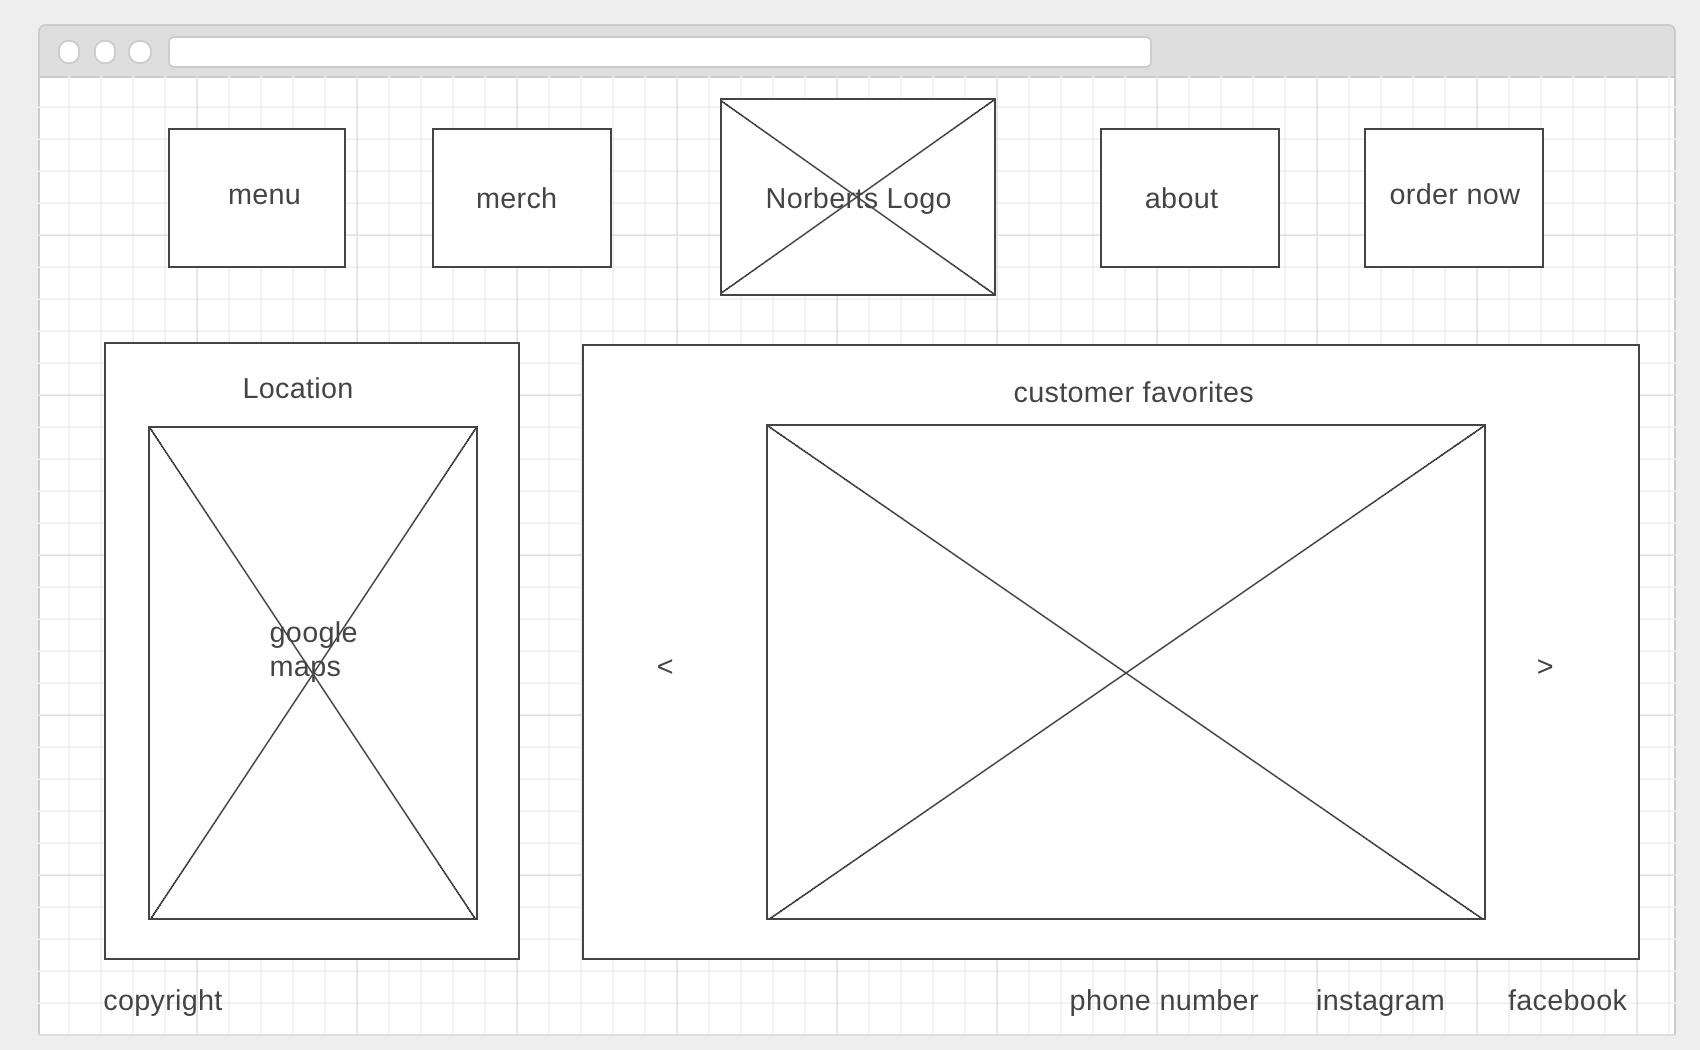 menu
merch
Norberts Logo
about
order now
Location
google
maps
customer favorites
<
>
copyright
phone number
instagram
facebook